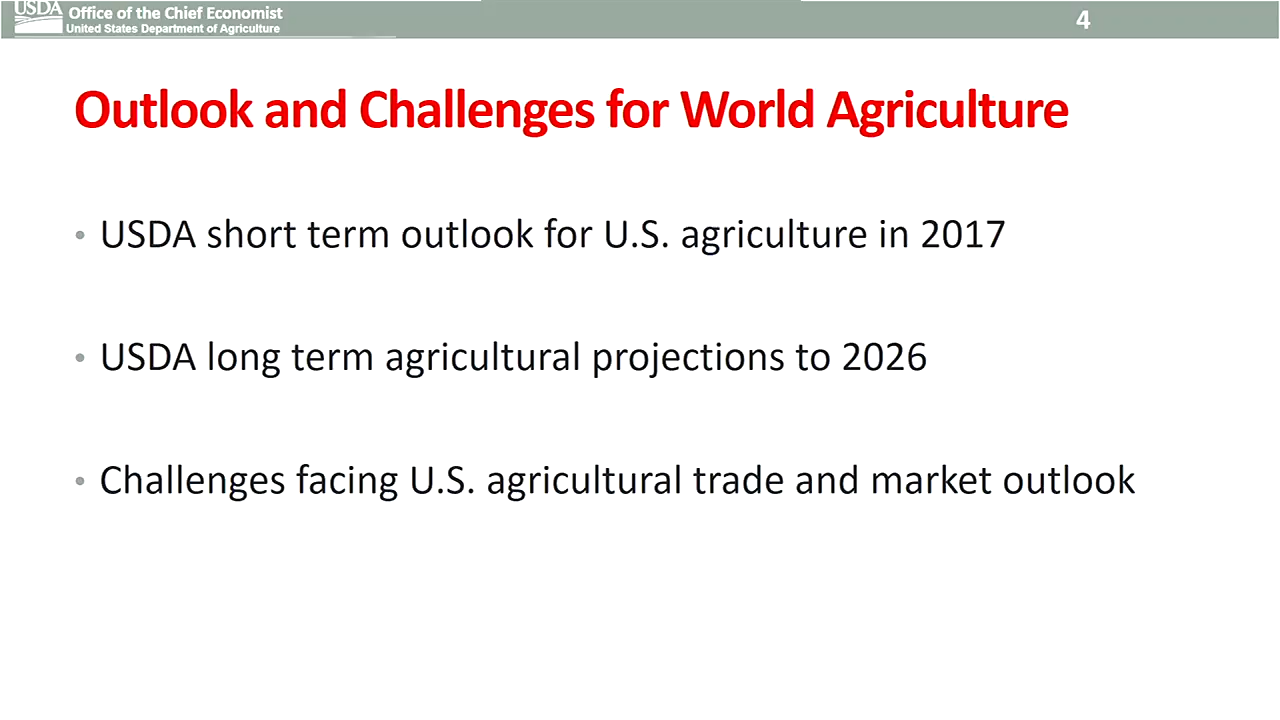 USDA
Office of the Chief Economist
United States Department of Agriculture
4
Outlook and Challenges for World Agriculture
• USDA short term outlook for U.S. agriculture in 2017
• USDA long term agricultural projections to 2026
• Challenges facing U.S. agricultural trade and market outlook